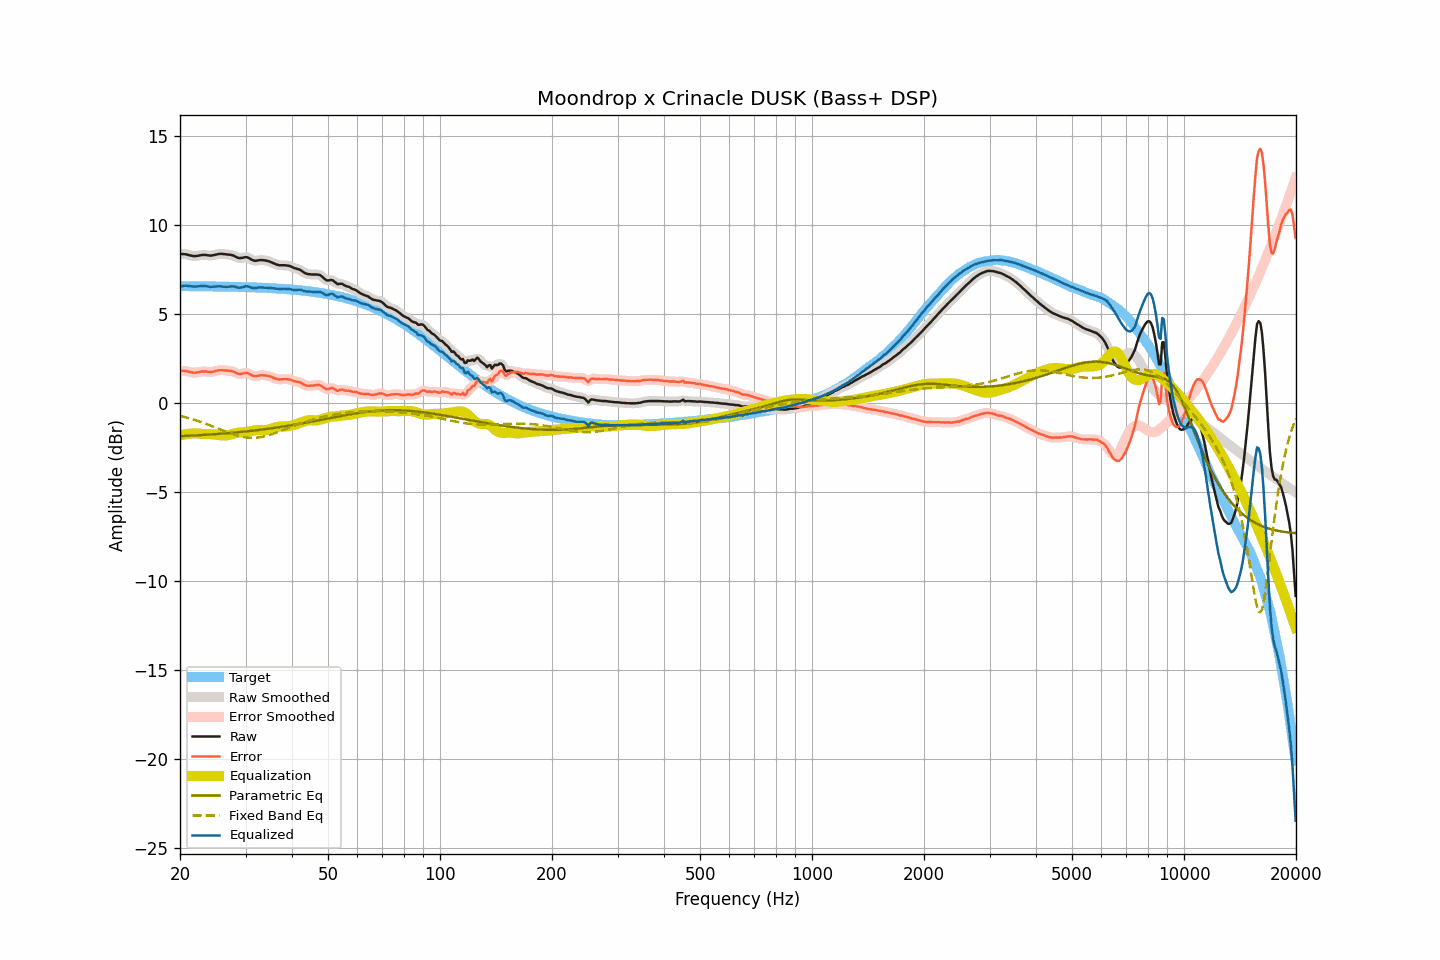 Moondrop x Crinacle DUSK (Bass+ DSP)
15
10
5
0
−5
−10
−15
−20
−25
Amplitude (dBr)
Target
Raw Smoothed
Error Smoothed
Raw
Error
Equalization
Parametric Eq
Fixed Band Eq
Equalized
20 50 100 200 500 1000 2000 5000 10000 20000
Frequency (Hz)